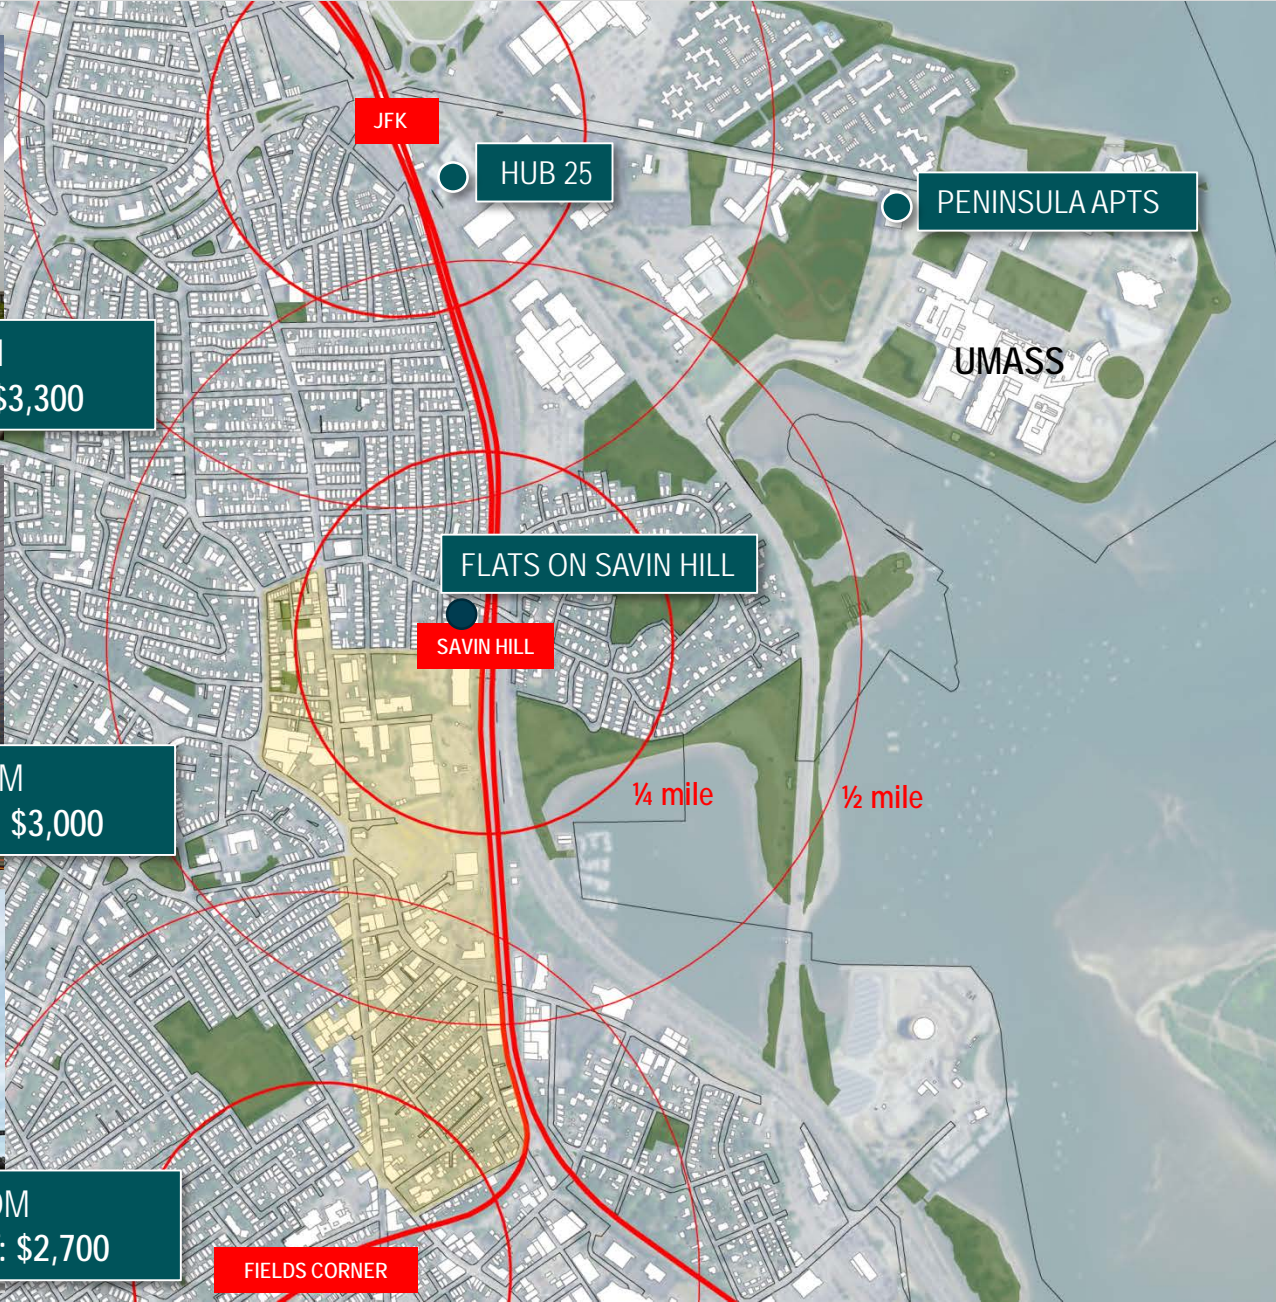 JFK
HUB 25
PENINSULA APTS
$3,300
UMASS
FLATS ON SAVIN HILL
SAVIN HILL
M
$3,000
¼ mile
½ mile
OM
: $2,700
FIELDS CORNER